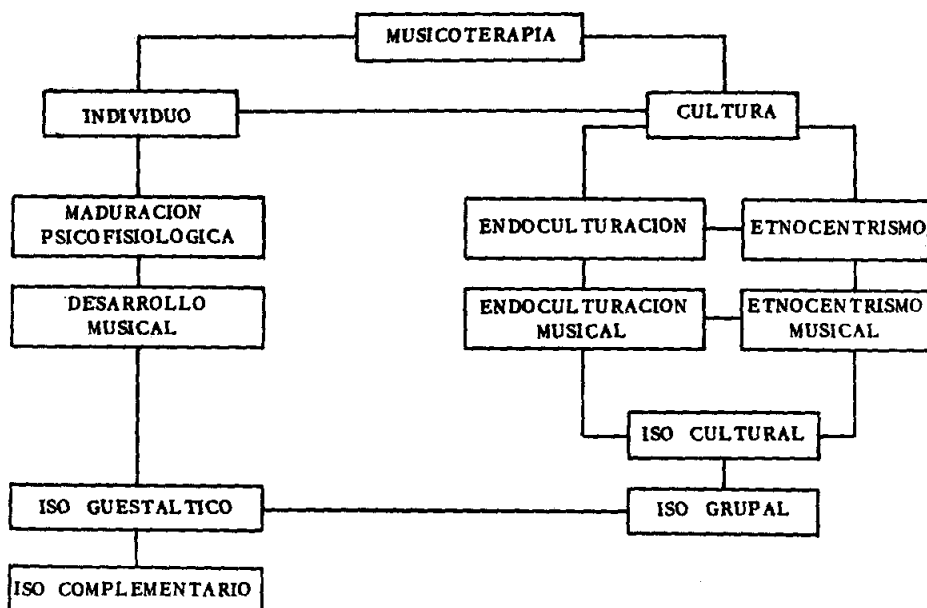 MUSICOTERAPIA
INDIVIDUO
CULTURA
MADURACION
PSICOFISIOLOGICA
ENDOCULTURACION
ETNOCENTRISMO
DESARROLLO
MUSICAL
ENDOCULTURACION
MUSICAL
ETNOCENTRISMO
MUSICAL
ISO CULTURAL
ISO GUESTALTICO
ISO GRUPAL
ISO COMPLEMENTARIO